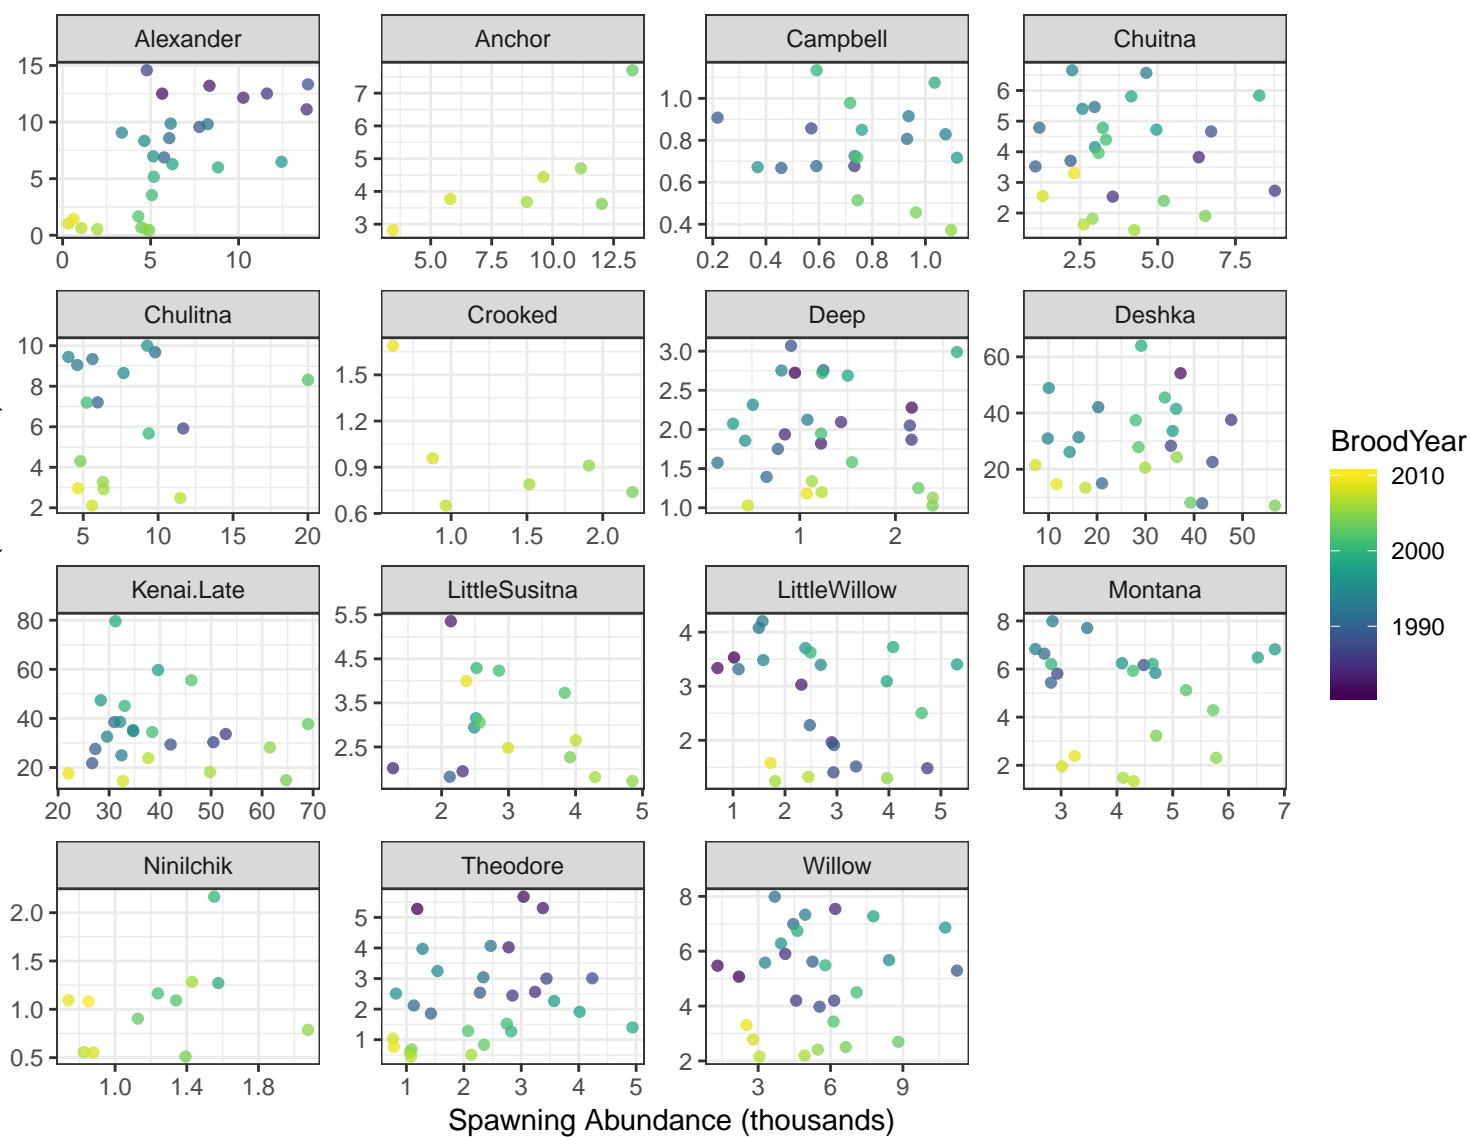 Alexander Anchor Campbell Chuitna
15 10 5 0
0 5 10
7 6 5 4 3
5.0 7.5 10.0 12.5
1.0 0.8 0.6 0.4
0.2 0.4 0.6 0.8 1.0
6 5 4 3 2
2.5 5.0 7.5
Chulitna Crooked Deep Deshka
10 8 6 4 2
5 10 15 20
1.5 1.2 0.9 0.6
1.0 1.5 2.0
3.0 2.5 2.0 1.5 1.0
1 2
60 40 20
10 20 30 40 50
Kenai.Late LittleSusitna LittleWillow Montana
80 60 40 20
20 30 40 50 60 70
5.5 4.5 3.5 2.5
2 3 4 5
4 3 2
1 2 3 4 5
8 6 4 2
3 4 5 6 7
Ninilchik Theodore Willow
2.0 1.5 1.0 0.5
1.0 1.4 1.8
5 4 3 2 1
1 2 3 4 5
8 6 4 2
3 6 9
Spawning Abundance (thousands)
BroodYear
2010
2000
1990